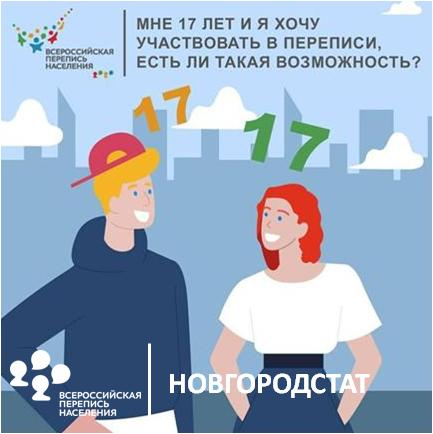 ВСЕРОССИЙСКАЯ
ПЕРЕПИСЬ
НАСЕЛЕНИЯ
МНЕ 17 ЛЕТ И Я ХОЧУ
УЧАСТВОВАТЬ В ПЕРЕПИСИ,
ЕСТЬ ЛИ ТАКАЯ ВОЗМОЖНОСТЬ?
17
17
ВСЕРОССИЙСКАЯ
ПЕРЕПИСЬ
НАСЕЛЕНИЯ
НОВГОРОДСТАТ